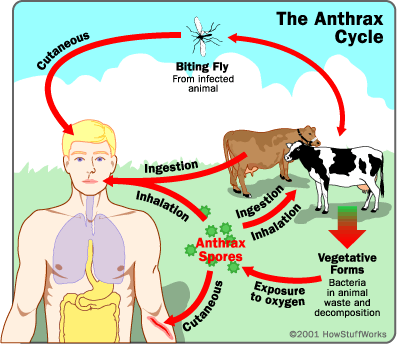 The Anthrax
Cycle
Cutaneous
Biting Fly
From infected
animal
Ingestion
Inhalation
Ingestion
Inhalation
Anthrax
Spores
Cutaneous
Exposure
to oxygen
Vegetative
Forms
Bacteria
in animal
waste and
decomposition
©2001 HowStuffWorks